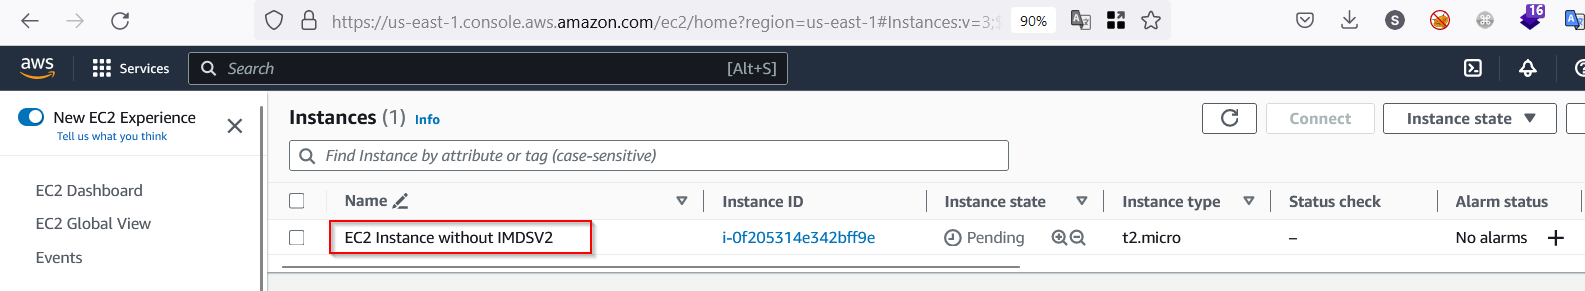 https://us-east-1.console.aws.amazon.com/ec2/home?region=us-east-1#Instances:v=3; 90% S 16
aws Services Search [Alt+S]
New EC2 Experience
Tell us what you think
Instances (1) Info Connect Instance state
Find Instance by attribute or tag (case-sensitive)
EC2 Dashboard
EC2 Global View
Events
Name Instance ID Instance state Instance type Status check Alarm status
EC2 Instance without IMDSV2 i-0f205314e342bff9e Pending t2.micro – No alarms +